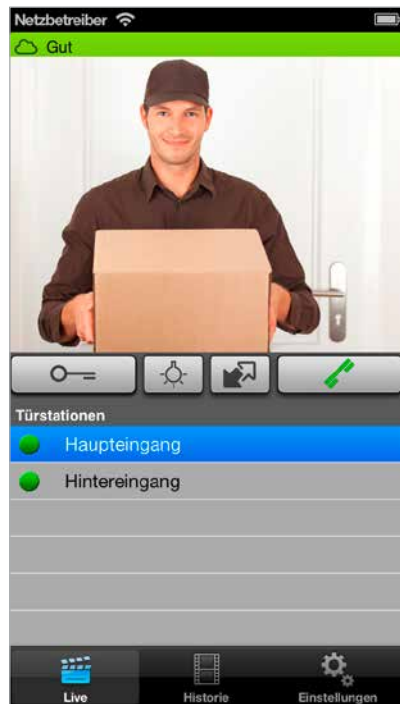 Netzbetreiber
Gut
Türstationen
Haupteingang
Hintereingang
Live Historie Einstellungen